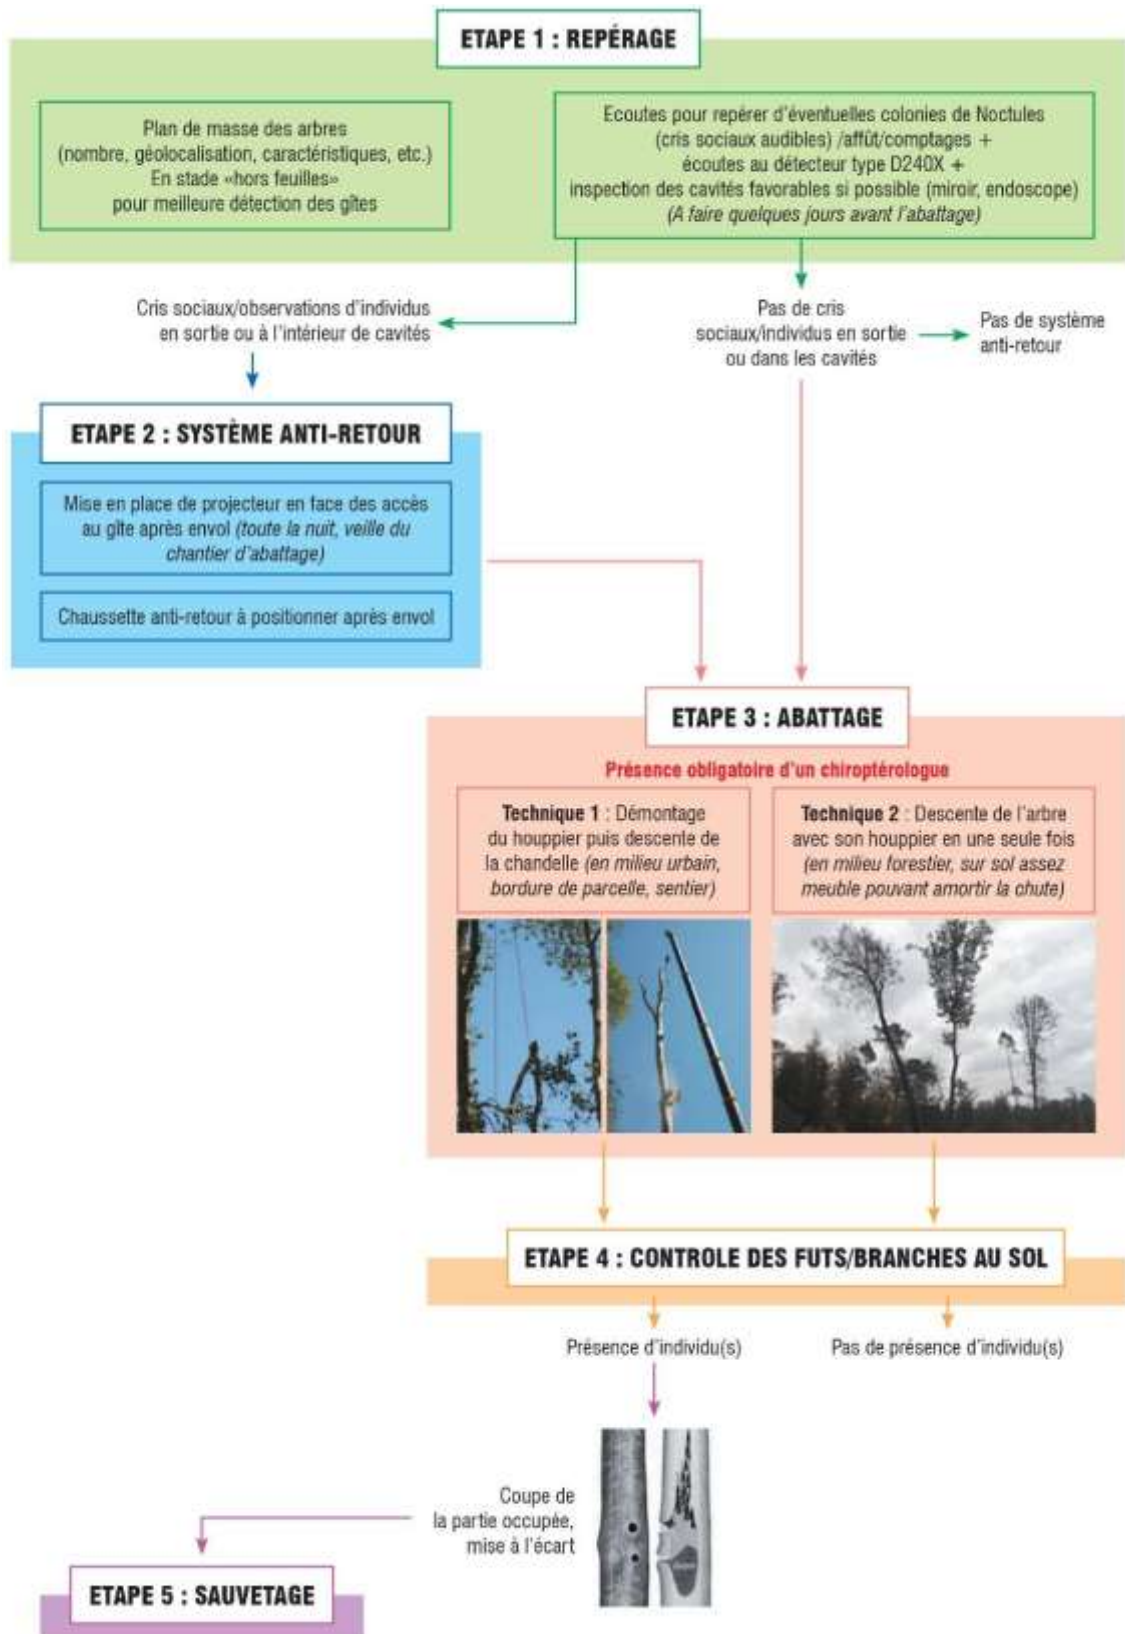 ETAPE 1 : REPÉRAGE
Plan de masse des arbres
(nombre, géolocalisation, caractéristiques, etc.)
En stade «hors feuilles»
pour meilleure détection des gîtes
Ecoutes pour repérer d'éventuelles colonies de Noctules
(cris sociaux audibles) /affût/comptages +
écoutes au détecteur type D240X +
inspection des cavités favorables si possible (miroir, endoscope)
(A faire quelques jours avant l'abattage)
Cris sociaux/observations d'individus
en sortie ou à l'intérieur de cavités
Pas de cris
sociaux/individus en sortie
ou dans les cavités
Pas de système
anti-retour
ETAPE 2 : SYSTÈME ANTI-RETOUR
Mise en place de projecteur en face des accès
au gîte après envol (toute la nuit, veille du
chantier d'abattage)
Chaussette anti-retour à positionner après envol
ETAPE 3 : ABATTAGE
Présence obligatoire d'un chiroptérologue
Technique 1 : Démontage
du houppier puis descente de
la chandelle (en milieu urbain,
bordure de parcelle, sentier)
Technique 2 : Descente de l'arbre
avec son houppier en une seule fois
(en milieu forestier, sur sol assez
meuble pouvant amortir la chute)
ETAPE 4 : CONTROLE DES FUTS/BRANCHES AU SOL
Présence d'individu(s)
Pas de présence d'individu(s)
Coupe de
la partie occupée,
mise à l'écart
ETAPE 5 : SAUVETAGE